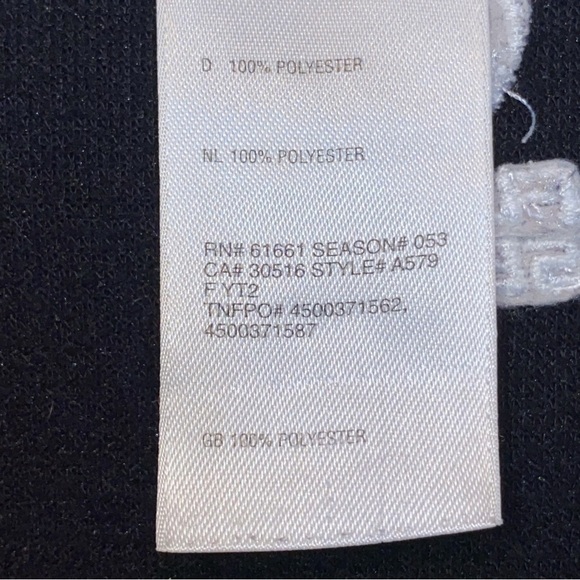 D 100% POLYESTER
NL 100% POLYESTER
RN# 61661 SEASON# 053
CA# 30516 STYLE# A579
F YT2
TNFPO# 4500371562,
4500371587
GB 100% POLYESTER